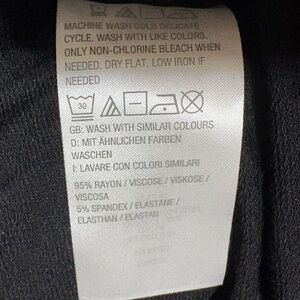 MACHINE WASH COLD DELICATE
CYCLE, WASH WITH LIKE COLORS.
ONLY NON-CHLORINE BLEACH WHEN
NEEDED, DRY FLAT, LOW IRON IF
NEEDED
30
GB: WASH WITH SIMILAR COLOURS
D: MIT ÄHNLICHEN FARBEN
WASCHEN
I: LAVARE CON COLORI SIMILARI
95% RAYON / VISCOSE / VISKOSE /
VISCOSA
5% SPANDEX / ELASTANE /
ELASTHAN / ELASTAN